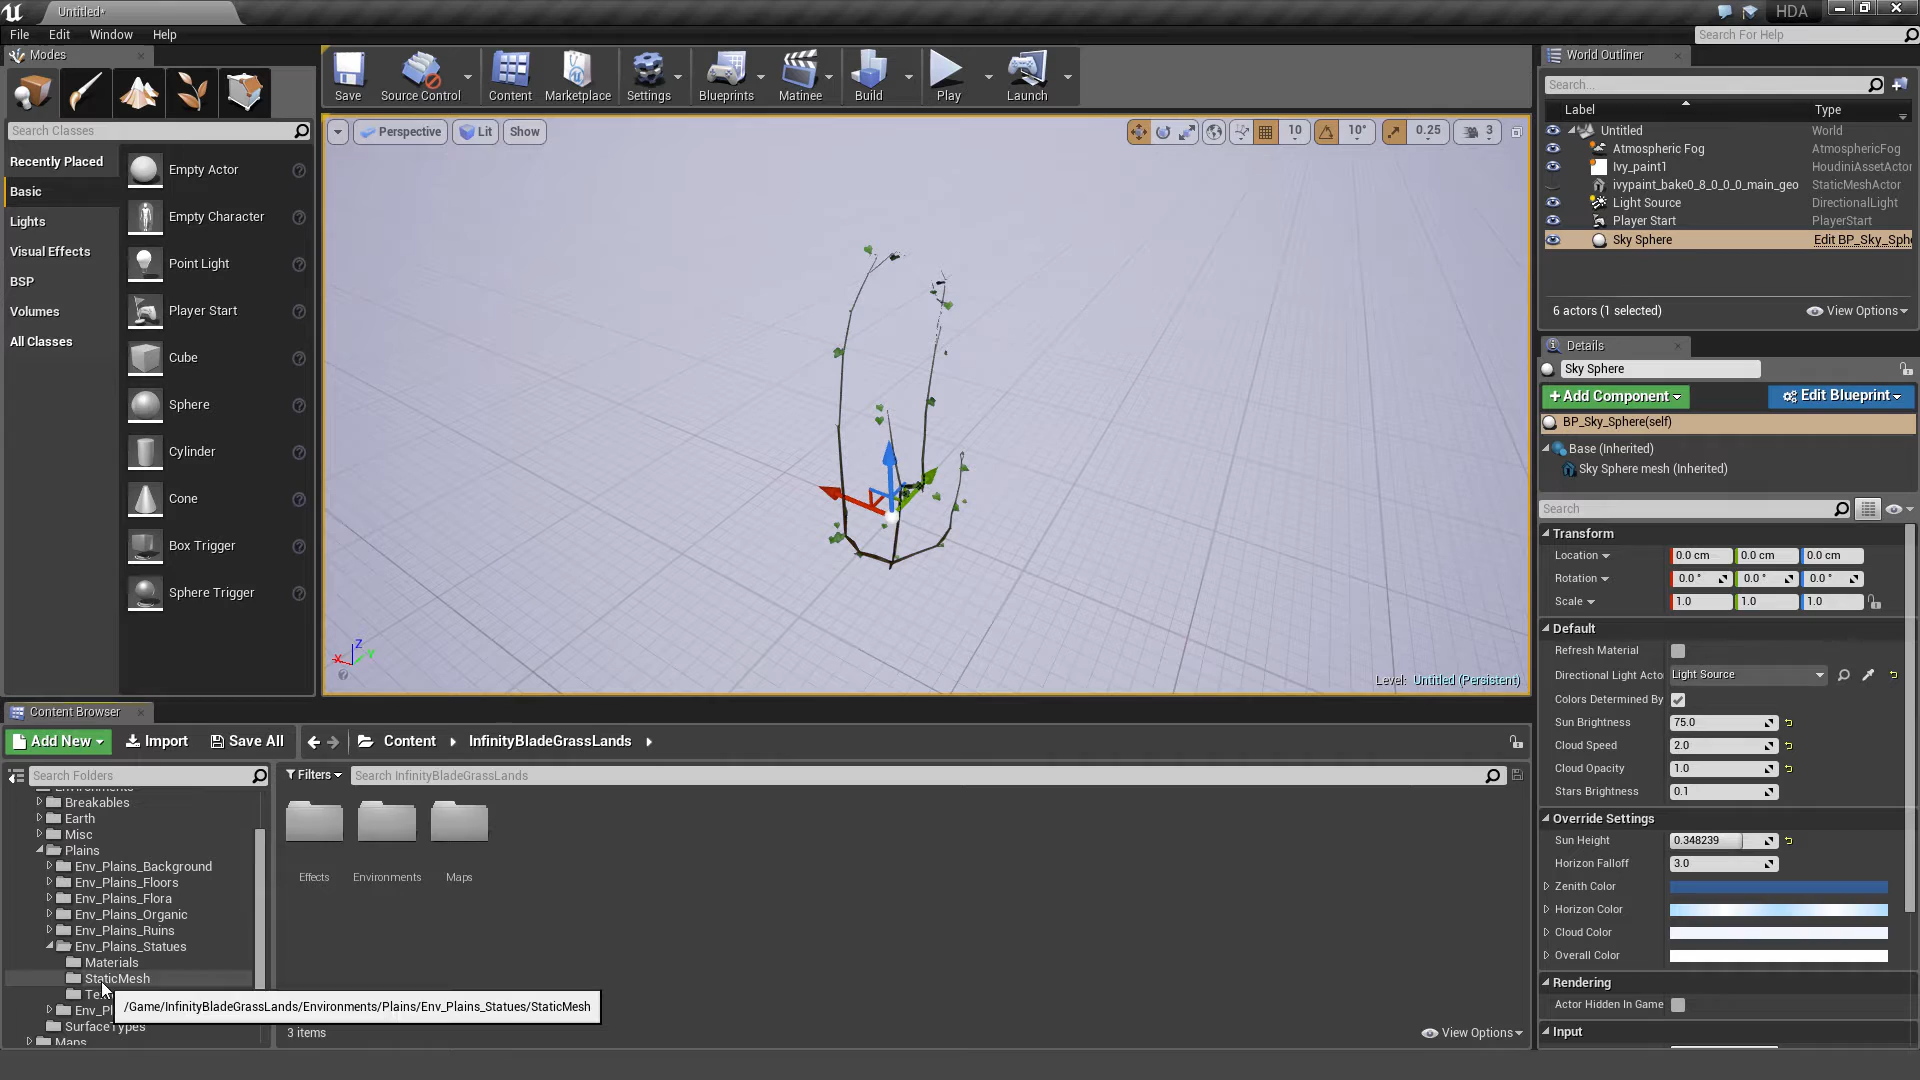 Untitled*
HDA
File Edit Window Help
Search For Help
Modes
Search Classes
Recently Placed
Basic
Lights
Visual Effects
BSP
Volumes
All Classes
Empty Actor
Empty Character
Point Light
Player Start
Cube
Sphere
Cylinder
Cone
Box Trigger
Sphere Trigger
Save Source Control Content Marketplace Settings Blueprints Matinee Build Play Launch
Perspective Lit Show
10 10° 0.25 3
Level: Untitled (Persistent)
World Outliner
Search...
Label Type
Untitled World
Atmospheric Fog AtmosphericFog
Ivy_paint1 HoudiniAssetActor
ivypaint_bake0_8_0_0_0_main_geo StaticMeshActor
Light Source DirectionalLight
Player Start PlayerStart
Sky Sphere Edit BP_Sky_Sphe
6 actors (1 selected) View Options
Details
Sky Sphere
+Add Component Edit Blueprint
BP_Sky_Sphere(self)
Base (Inherited)
Sky Sphere mesh (Inherited)
Search
Transform
Location 0.0 cm 0.0 cm 0.0 cm
Rotation 0.0 ° 0.0 ° 0.0 °
Scale 1.0 1.0 1.0
Default
Refresh Material
Directional Light Acto Light Source
Colors Determined By
Sun Brightness 75.0
Cloud Speed 2.0
Cloud Opacity 1.0
Stars Brightness 0.1
Override Settings
Sun Height 0.348239
Horizon Falloff 3.0
Zenith Color
Horizon Color
Cloud Color
Overall Color
Rendering
Actor Hidden In Game
Input
Content Browser
Add New Import Save All Content InfinityBladeGrassLands
Search Folders
Filters Search InfinityBladeGrassLands
Breakables
Earth
Misc
Plains
Env_Plains_Background
Env_Plains_Floors
Env_Plains_Flora
Env_Plains_Organic
Env_Plains_Ruins
Env_Plains_Statues
Materials
StaticMesh
Te
Env_Pl
SurfaceTypes
Maps
Effects Environments Maps
/Game/InfinityBladeGrassLands/Environments/Plains/Env_Plains_Statues/StaticMesh
3 items View Options
X Y Z